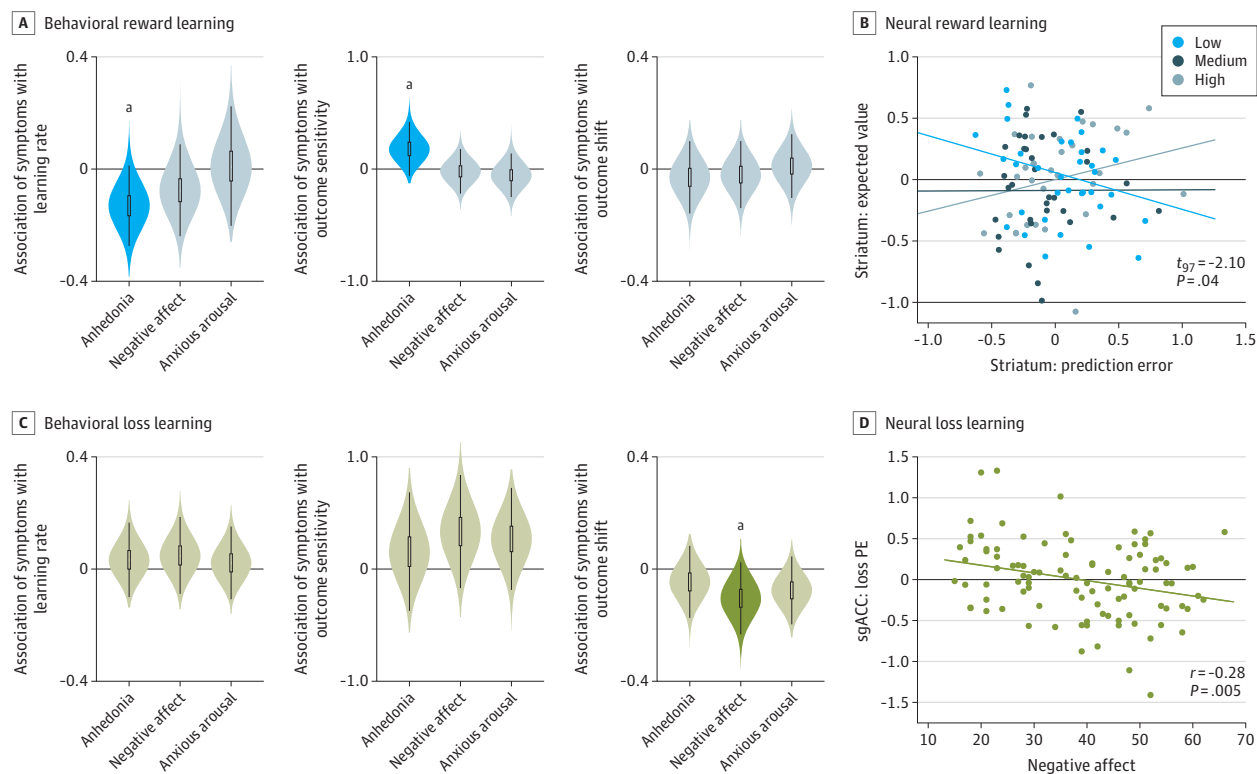 A Behavioral reward learning
Association of symptoms with
learning rate
0.4
0
-0.4
a
Anhedonia
Negative affect
Anxious arousal
Association of symptoms with
outcome sensitivity
1.0
0
-1.0
a
Anhedonia
Negative affect
Anxious arousal
Association of symptoms with
outcome shift
0.4
0
-0.4
Anhedonia
Negative affect
Anxious arousal
B Neural reward learning
Low
Medium
High
Striatum: expected value
1.0
0.5
0
-0.5
-1.0
t97 = -2.10
P = .04
-1.0 -0.5 0 0.5 1.0 1.5
Striatum: prediction error
C Behavioral loss learning
Association of symptoms with
learning rate
0.4
0
-0.4
Anhedonia
Negative affect
Anxious arousal
Association of symptoms with
outcome sensitivity
1.0
0
-1.0
Anhedonia
Negative affect
Anxious arousal
Association of symptoms with
outcome shift
0.4
0
-0.4
a
Anhedonia
Negative affect
Anxious arousal
D Neural loss learning
sgACC: loss PE
1.5
1.0
0.5
0
-0.5
-1.0
-1.5
r = -0.28
P = .005
10 20 30 40 50 60 70
Negative affect